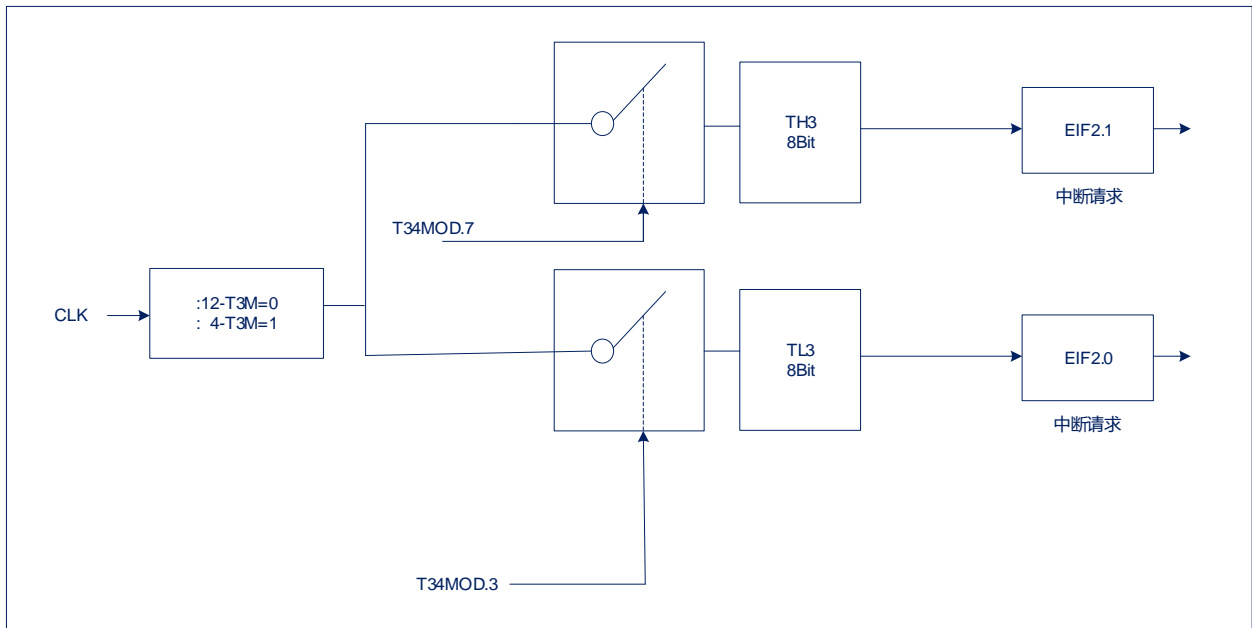 TH3
8Bit
EIF2.1
中断请求
T34MOD.7
CLK
:12-T3M=0
: 4-T3M=1
TL3
8Bit
EIF2.0
中断请求
T34MOD.3